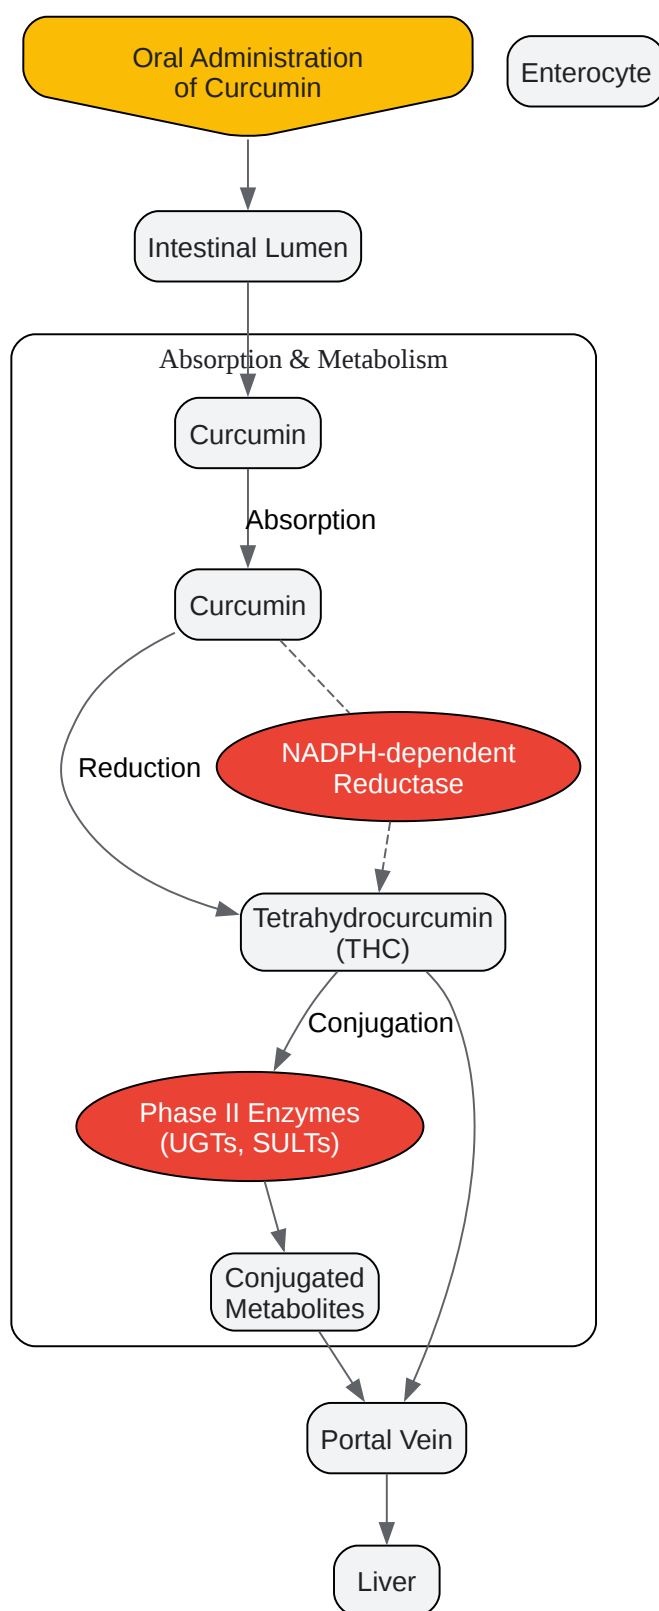 Oral Administration
of Curcumin
Enterocyte
Intestinal Lumen
Absorption & Metabolism
Curcumin
Absorption
Curcumin
NADPH-dependent
Reductase
Reduction
Tetrahydrocurcumin
(THC)
Conjugation
Phase II Enzymes
(UGTs, SULTs)
Conjugated
Metabolites
Portal Vein
Liver